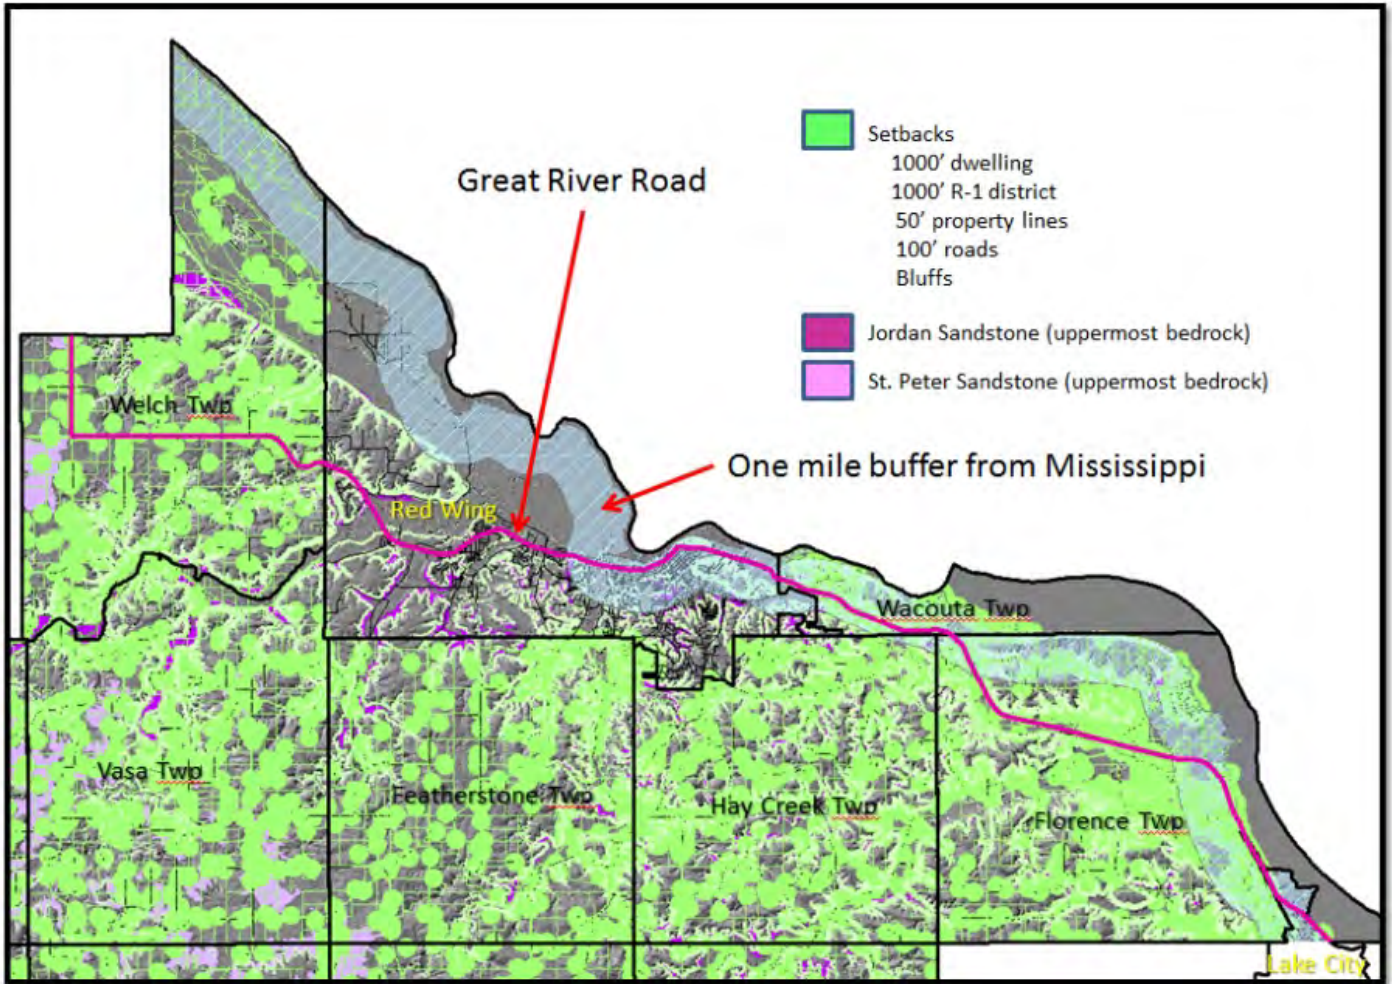 Great River Road
Setbacks
1000’ dwelling
1000’ R-1 district
50’ property lines
100’ roads
Bluffs
Jordan Sandstone (uppermost bedrock)
St. Peter Sandstone (uppermost bedrock)
Welch Twp
One mile buffer from Mississippi
Red Wing
Wacouta Twp
Vasa Twp
Featherstone Twp
Hay Creek Twp
Florence Twp
Lake City